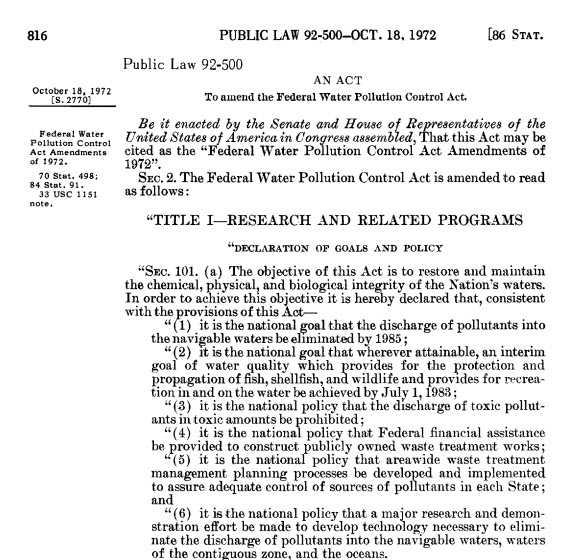 816 PUBLIC LAW 92-500–OCT. 18, 1972 [86 STAT.
Public Law 92-500
AN ACT
October 18, 1972
[S. 2770]
To amend the Federal Water Pollution Control Act.
Federal Water
Pollution Control
Act Amendments
of 1972.
70 Stat. 498;
84 Stat. 91.
33 USC 1151
note.
Be it enacted by the Senate and House of Representatives of the
United States of America in Congress assembled, That this Act may be
cited as the “Federal Water Pollution Control Act Amendments of
1972”.
SEC. 2. The Federal Water Pollution Control Act is amended to read
as follows:
“TITLE I—RESEARCH AND RELATED PROGRAMS
“DECLARATION OF GOALS AND POLICY
“SEC. 101. (a) The objective of this Act is to restore and maintain
the chemical, physical, and biological integrity of the Nation’s waters.
In order to achieve this objective it is hereby declared that, consistent
with the provisions of this Act—
“(1) it is the national goal that the discharge of pollutants into
the navigable waters be eliminated by 1985;
“(2) it is the national goal that wherever attainable, an interim
goal of water quality which provides for the protection and
propagation of fish, shellfish, and wildlife and provides for recrea-
tion in and on the water be achieved by July 1, 1983;
“(3) it is the national policy that the discharge of toxic pollut-
ants in toxic amounts be prohibited;
“(4) it is the national policy that Federal financial assistance
be provided to construct publicly owned waste treatment works;
“(5) it is the national policy that areawide waste treatment
management planning processes be developed and implemented
to assure adequate control of sources of pollutants in each State;
and
“(6) it is the national policy that a major research and demon-
stration effort be made to develop technology necessary to elimi-
nate the discharge of pollutants into the navigable waters, waters
of the contiguous zone, and the oceans.